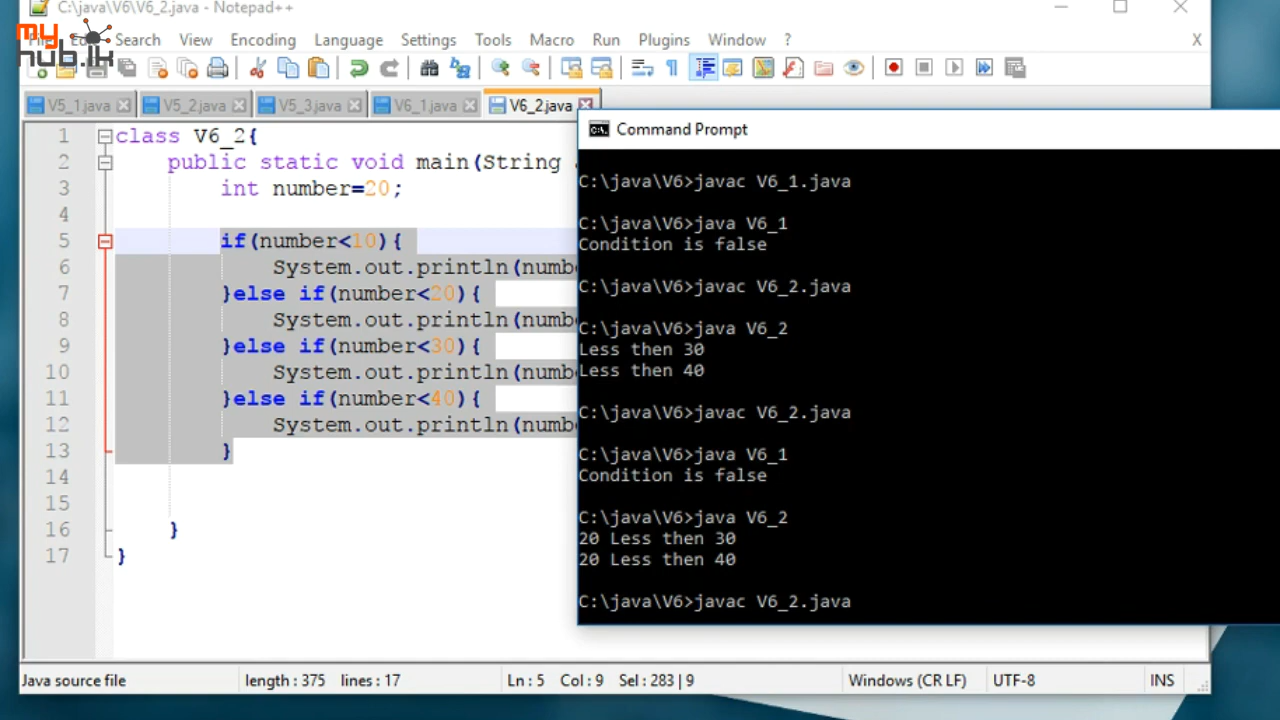 C:\java\V6\V6_2.java - Notepad++
my
hub.lk
Search View Encoding Language Settings Tools Macro Run Plugins Window ? X
V5_1.java V5_2.java V5_3.java V6_1.java V6_2.java
1 class V6_2{
2 public static void main(String
3 int number=20;
4
5 if(number<10){
6 System.out.println(numb
7 }else if(number<20){
8 System.out.println(numb
9 }else if(number<30){
10 System.out.println(numb
11 }else if(number<40){
12 System.out.println(numb
13 }
14
15
16 }
17 }
Command Prompt
C:\java\V6>javac V6_1.java
C:\java\V6>java V6_1
Condition is false
C:\java\V6>javac V6_2.java
C:\java\V6>java V6_2
Less then 30
Less then 40
C:\java\V6>javac V6_2.java
C:\java\V6>java V6_1
Condition is false
C:\java\V6>java V6_2
20 Less then 30
20 Less then 40
C:\java\V6>javac V6_2.java
Java source file length : 375 lines : 17 Ln : 5 Col : 9 Sel : 283 | 9 Windows (CR LF) UTF-8 INS